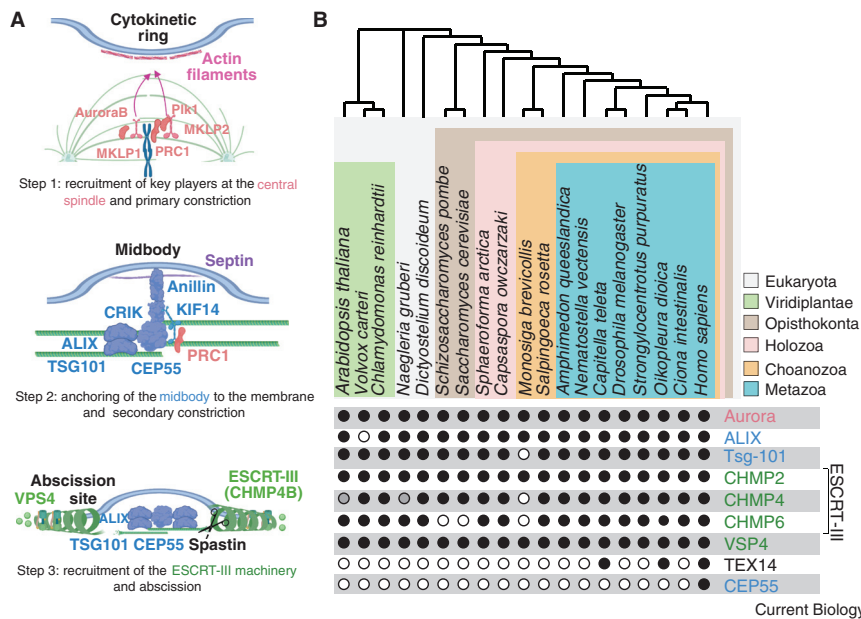 A
Cytokinetic
ring
Actin
filaments
AuroraB
Plk1
MKLP2
MKLP1
PRC1
Step 1: recruitment of key players at the central
spindle and primary constriction
Midbody
Septin
Anillin
CRIK
KIF14
ALIX
TSG101
CEP55
PRC1
Step 2: anchoring of the midbody to the membrane
and secondary constriction
Abscission
site
VPS4
ESCRT-III
(CHMP4B)
ALIX
TSG101 CEP55 Spastin
Step 3: recruitment of the ESCRT-III machinery
and abscission
B
Arabidopsis thaliana
Volvox carteri
Chlamydomonas reinhardtii
Naegleria gruberi
Dictyostelium discoideum
Schizosaccharomyces pombe
Saccharomyces cerevisiae
Sphaeroforma arctica
Capsaspora owczarzaki
Monosiga brevicollis
Salpingoeca rosetta
Amphimedon queeslandica
Nematostella vectensis
Capitella teleta
Drosophila melanogaster
Strongylocentrotus purpuratus
Oikopleura dioica
Ciona intestinalis
Homo sapiens
Eukaryota
Viridiplantae
Opisthokonta
Holozoa
Choanozoa
Metazoa
Aurora
ALIX
Tsg-101
CHMP2
CHMP4
CHMP6
ESCRT-III
VSP4
TEX14
CEP55
Current Biology